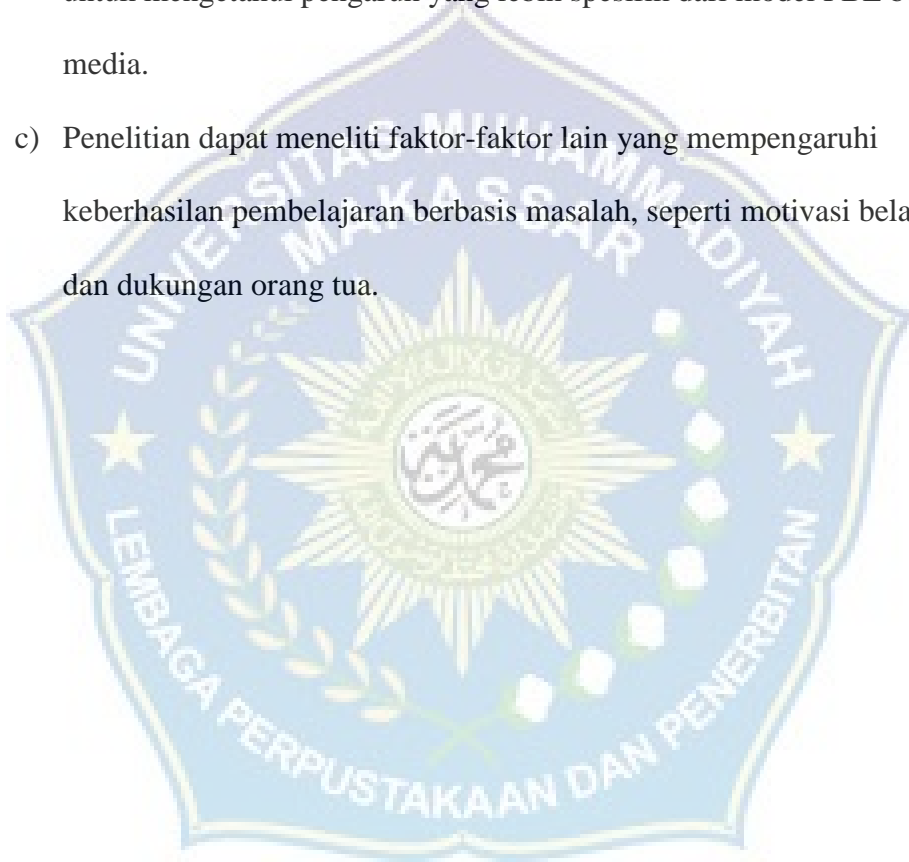 media.
c) Penelitian dapat meneliti faktor-faktor lain yang mempengaruhi
keberhasilan pembelajaran berbasis masalah, seperti motivasi
dan dukungan orang tua.
UNIVERSITAS MUHAMMADIYAH
MAKASSAR
LEMBAGA PERPUSTAKAAN DAN PENERBITAN